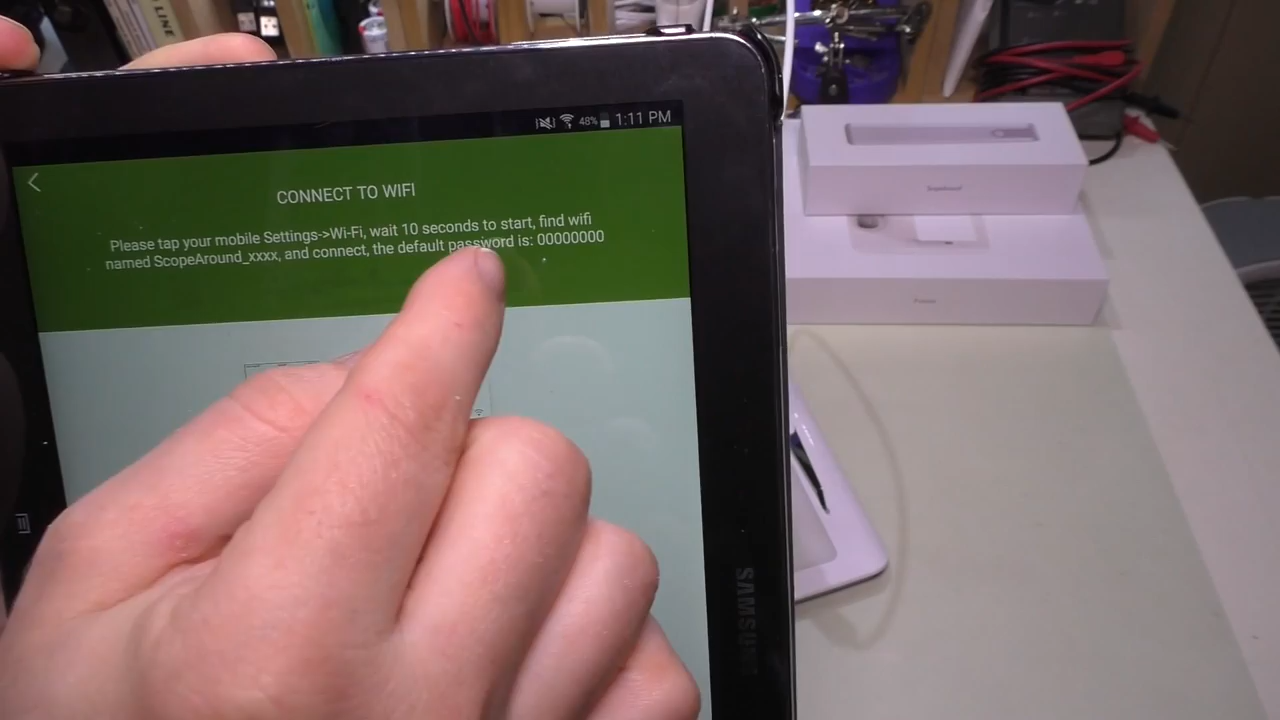 LINE
48% 1:11 PM
CONNECT TO WIFI
Please tap your mobile Settings->Wi-Fi, wait 10 seconds to start, find wifi
named ScopeAround_xxxx, and connect, the default password is: 00000000
SAMSUNG